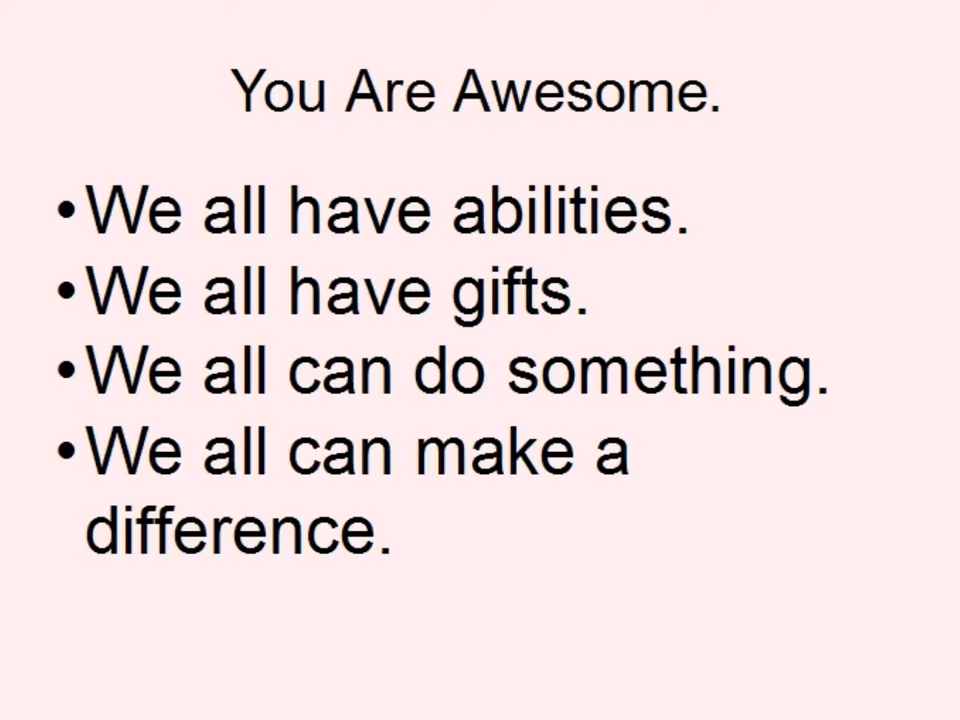 You Are Awesome.
•We all have abilities.
•We all have gifts.
•We all can do something.
•We all can make a
difference.